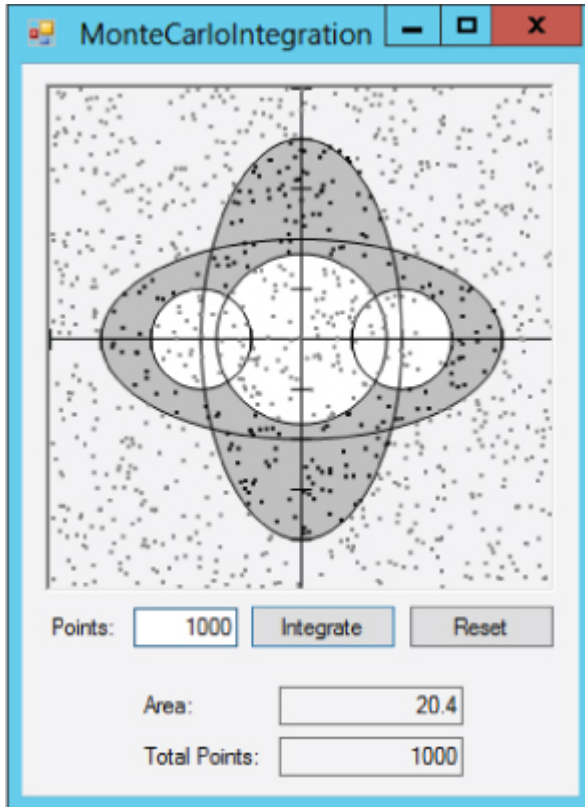 MonteCarloIntegration
Points: 1000 Integrate Reset
Area: 20.4
Total Points: 1000